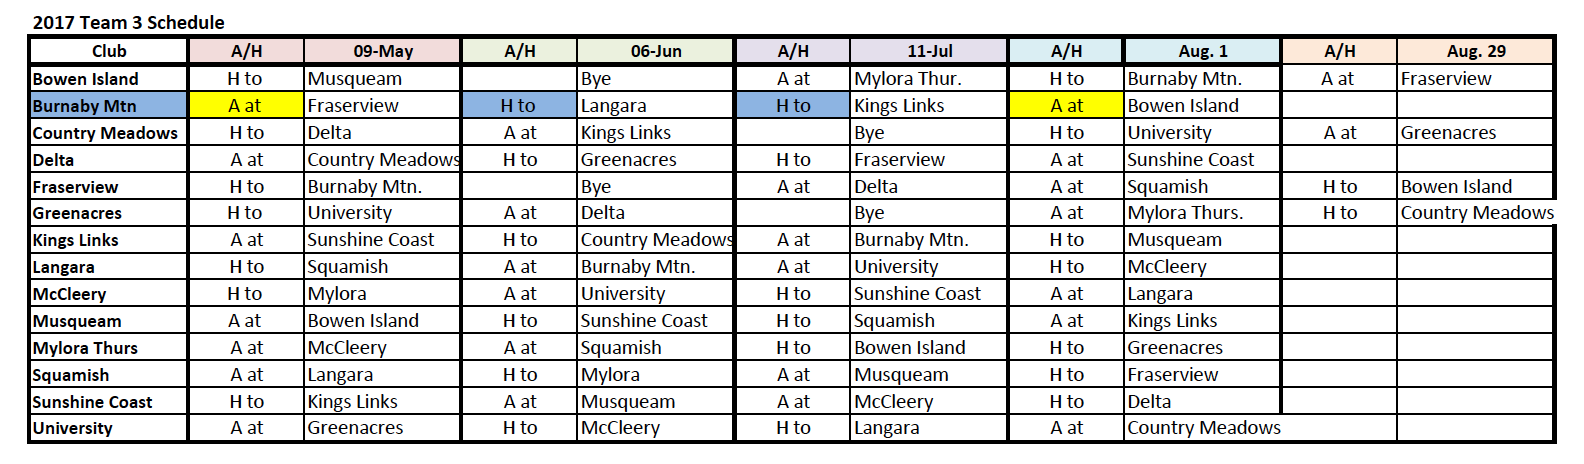 2017 Team 3 Schedule
Club A/H 09-May A/H 06-Jun A/H 11-Jul A/H Aug. 1 A/H Aug. 29
Bowen Island H to Musqueam Bye A at Mylora Thur. H to Burnaby Mtn. A at Fraserview
Burnaby Mtn A at Fraserview H to Langara H to Kings Links A at Bowen Island
Country Meadows H to Delta A at Kings Links Bye H to University A at Greenacres
Delta A at Country Meadows H to Greenacres H to Fraserview A at Sunshine Coast
Fraserview H to Burnaby Mtn. Bye A at Delta A at Squamish H to Bowen Island
Greenacres H to University A at Delta Bye A at Mylora Thurs. H to Country Meadows
Kings Links A at Sunshine Coast H to Country Meadows A at Burnaby Mtn. H to Musqueam
Langara H to Squamish A at Burnaby Mtn. A at University H to McCleery
McCleery H to Mylora A at University H to Sunshine Coast A at Langara
Musqueam A at Bowen Island H to Sunshine Coast H to Squamish A at Kings Links
Mylora Thurs A at McCleery A at Squamish H to Bowen Island H to Greenacres
Squamish A at Langara H to Mylora A at Musqueam H to Fraserview
Sunshine Coast H to Kings Links A at Musqueam A at McCleery H to Delta
University A at Greenacres H to McCleery H to Langara A at Country Meadows